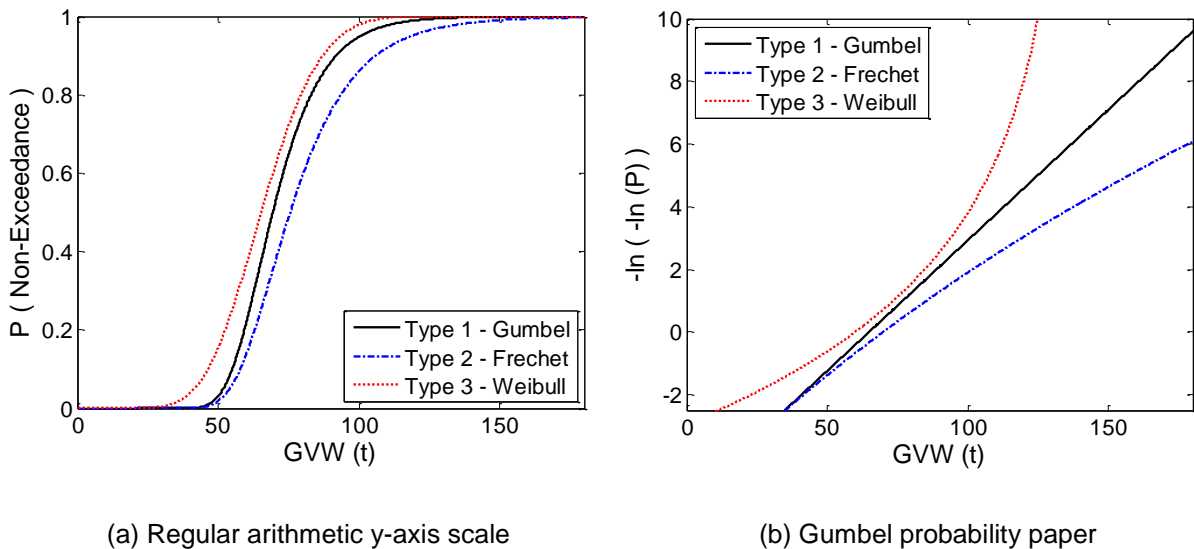 1
0.8
0.6
0.4
0.2
0
P ( Non-Exceedance )
0 50 100 150
GVW (t)
Type 1 - Gumbel
Type 2 - Frechet
Type 3 - Weibull
(a) Regular arithmetic y-axis scale
10
8
6
4
2
0
-2
-ln ( -ln (P) )
0 50 100 150
GVW (t)
Type 1 - Gumbel
Type 2 - Frechet
Type 3 - Weibull
(b) Gumbel probability paper